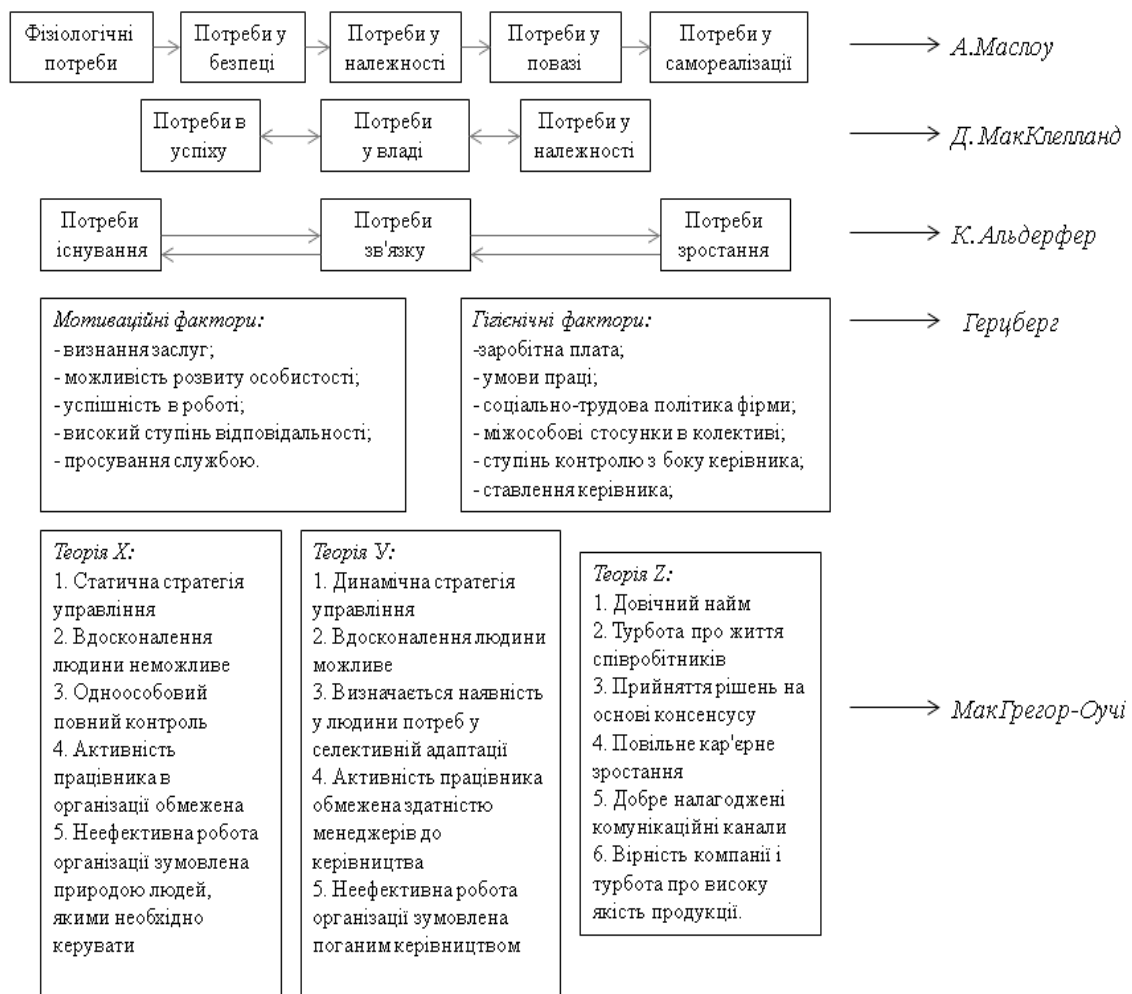 Фізіологічні
потреби
Потреби у
безпеці
Потреби у
належності
Потреби у
повазі
Потреби у
самореалізації
А.Маслоу
Потреби в
успіху
Потреби
у владі
Потреби у
належності
Д. МакКлелланд
Потреби
існування
Потреби
зв'язку
Потреби
зростання
К. Альдерфер
Мотиваційні фактори:
- визнання заслуг;
- можливість розвиту особистості;
- успішність в роботі;
- високий ступінь відповідальності;
- просування службою.
Гігієнічні фактори:
-заробітна плата;
- умови праці;
- соціально-трудова політика фірми;
- міжособові стосунки в колективі;
- ступінь контролю з боку керівника;
- ставлення керівника;
Герцберг
Теорія X:
1. Статична стратегія
управління
2. Вдосконалення
людини неможливе
3. Одноособовий
повний контроль
4. Активність
працівника в
організації обмежена
5. Неефективна робота
організації зумовлена
природою людей,
якими необхідно
керувати
Теорія У:
1. Динамічна стратегія
управління
2. Вдосконалення людини
можливе
3. Визначається наявність
у людини потреб у
селективній адаптації
4. Активність працівника
обмежена здатністю
менеджерів до
керівництва
5. Неефективна робота
організації зумовлена
поганим керівництвом
Теорія Z:
1. Довічний найм
2. Турбота про життя
співробітників
3. Прийняття рішень на
основі консенсусу
4. Повільне кар'єрне
зростання
5. Добре налагоджені
комунікаційні канали
6. Вірність компанії і
турбота про високу
якість продукції.
МакГрегор-Оучі